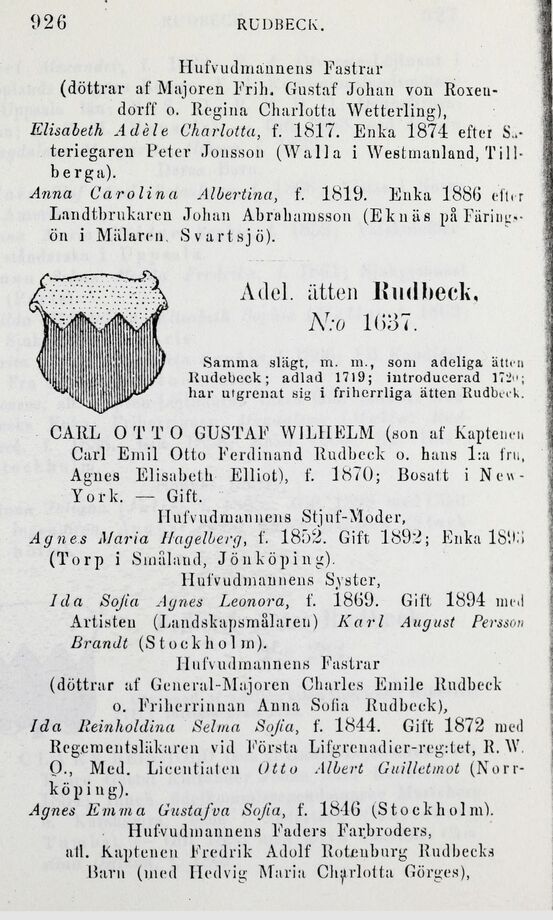 926 RUDBECK.
Hufvudmannens Fastrar
(döttrar af Majoren Frih. Gustaf Johan von Roxen-
dorff o. Regina Charlotta Wetterling),
Elisabeth Adèle Charlotta, f. 1817. Enka 1874 efter
teriegaren Peter Jonsson (Walla i Westmanland, Till-
berga).
Anna Carolina Albertina, f. 1819. Enka 1886 efter
Landtbrukaren Johan Abrahamsson (Eknäs på Färings-
ön i Mälaren. Svartsjö).
Adel. ätten Rudbeck,
N:o 1637.
Samma slägt, m. m., som adeliga ätten
Rudebeck; adlad 1719; introducerad
har utgrenat sig i friherrliga ätten Rudbeck.
CARL OTTO GUSTAF WILHELM (son af Kaptenen
Carl Emil Otto Ferdinand Rudbeck o. hans 1:a fru,
Agnes Elisabeth Elliot), f. 1870; Bosatt i New-
York. — Gift.
Hufvudmannens Stjuf-Moder,
Agnes Maria Hagelberg, f. 1852. Gift 1892; Enka 1893
(Torp i Småland, Jönköping).
Hufvudmannens Syster,
Ida Sofia Agnes Leonora, f. 1869. Gift 1894 med
Artisten (Landskapsmålaren) Karl August Persson
Brandt (Stockholm).
Hufvudmannens Fastrar
(döttrar af General-Majoren Charles Emile Rudbeck
o. Friherrinnan Anna Sofia Rudbeck),
Ida Reinholdina Selma Sofia, f. 1844. Gift 1872 med
Regementsläkaren vid Första Lifgrenadier-reg:tet, R. W.
O., Med. Licentiaten Otto Albert Guilletmot (Norr-
köping).
Agnes Emma Gustafva Sofia, f. 1846 (Stockholm).
Hufvudmannens Faders Farbroders,
afl. Kaptenen Fredrik Adolf Rotenburg Rudbecks
Barn (med Hedvig Maria Charlotta Görges),